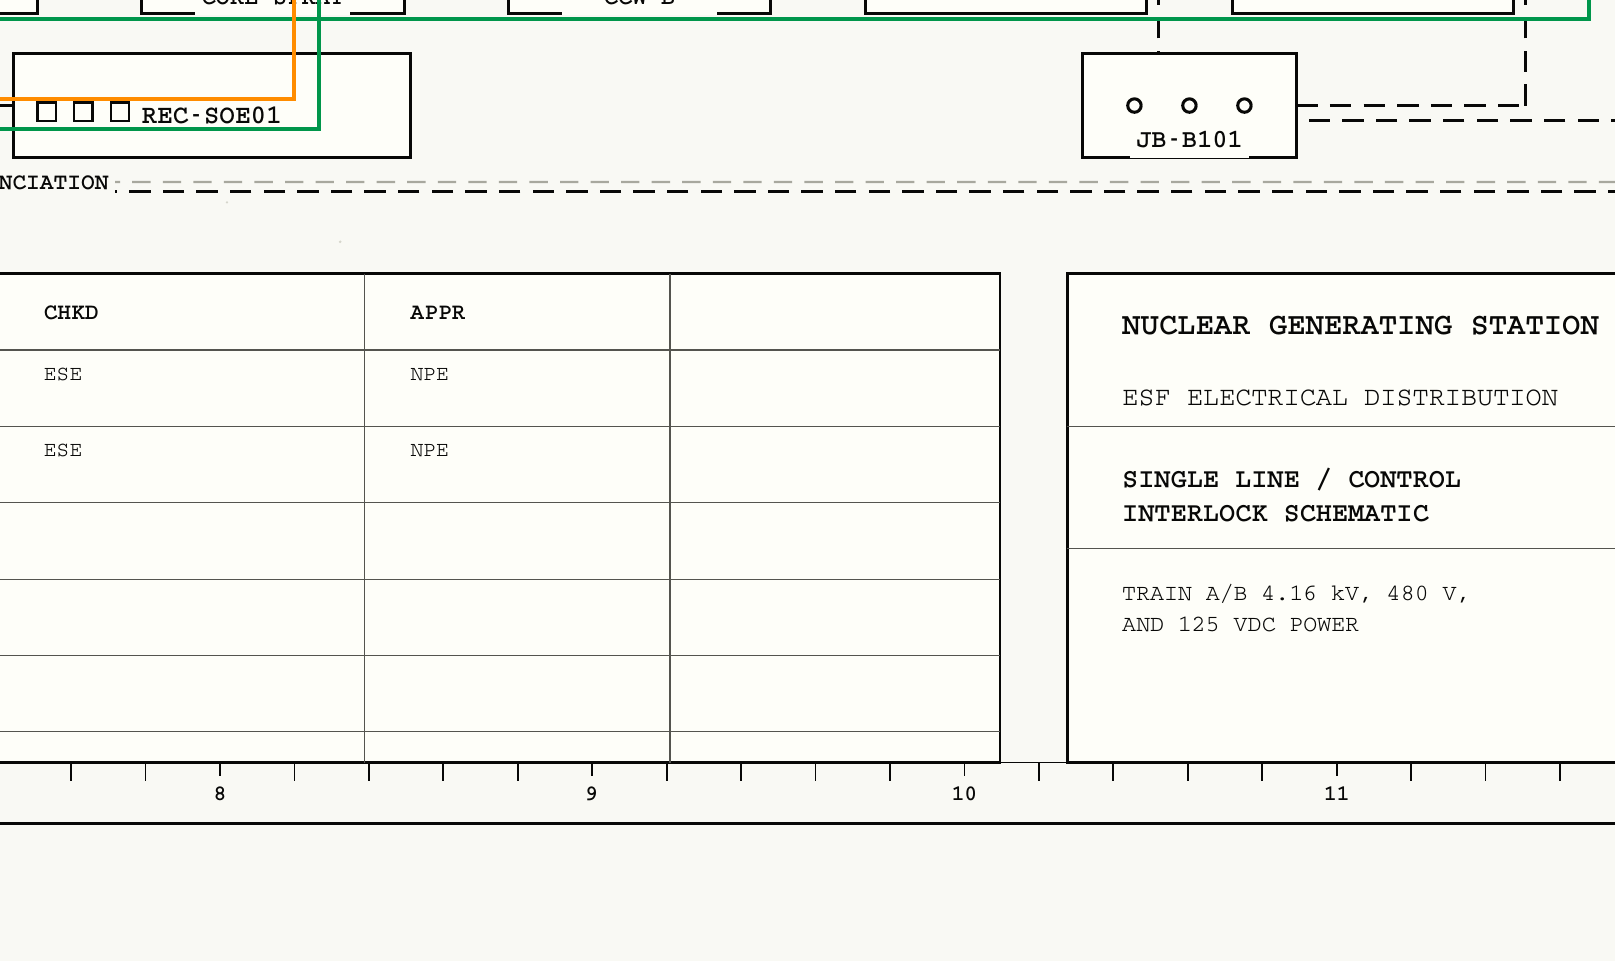 REC-SOE01
JB-B101
NCIATION
CHKD
APPR
ESE
NPE
ESE
NPE
NUCLEAR GENERATING STATION
ESF ELECTRICAL DISTRIBUTION
SINGLE LINE / CONTROL
INTERLOCK SCHEMATIC
TRAIN A/B 4.16 kV, 480 V,
AND 125 VDC POWER
8
9
10
11